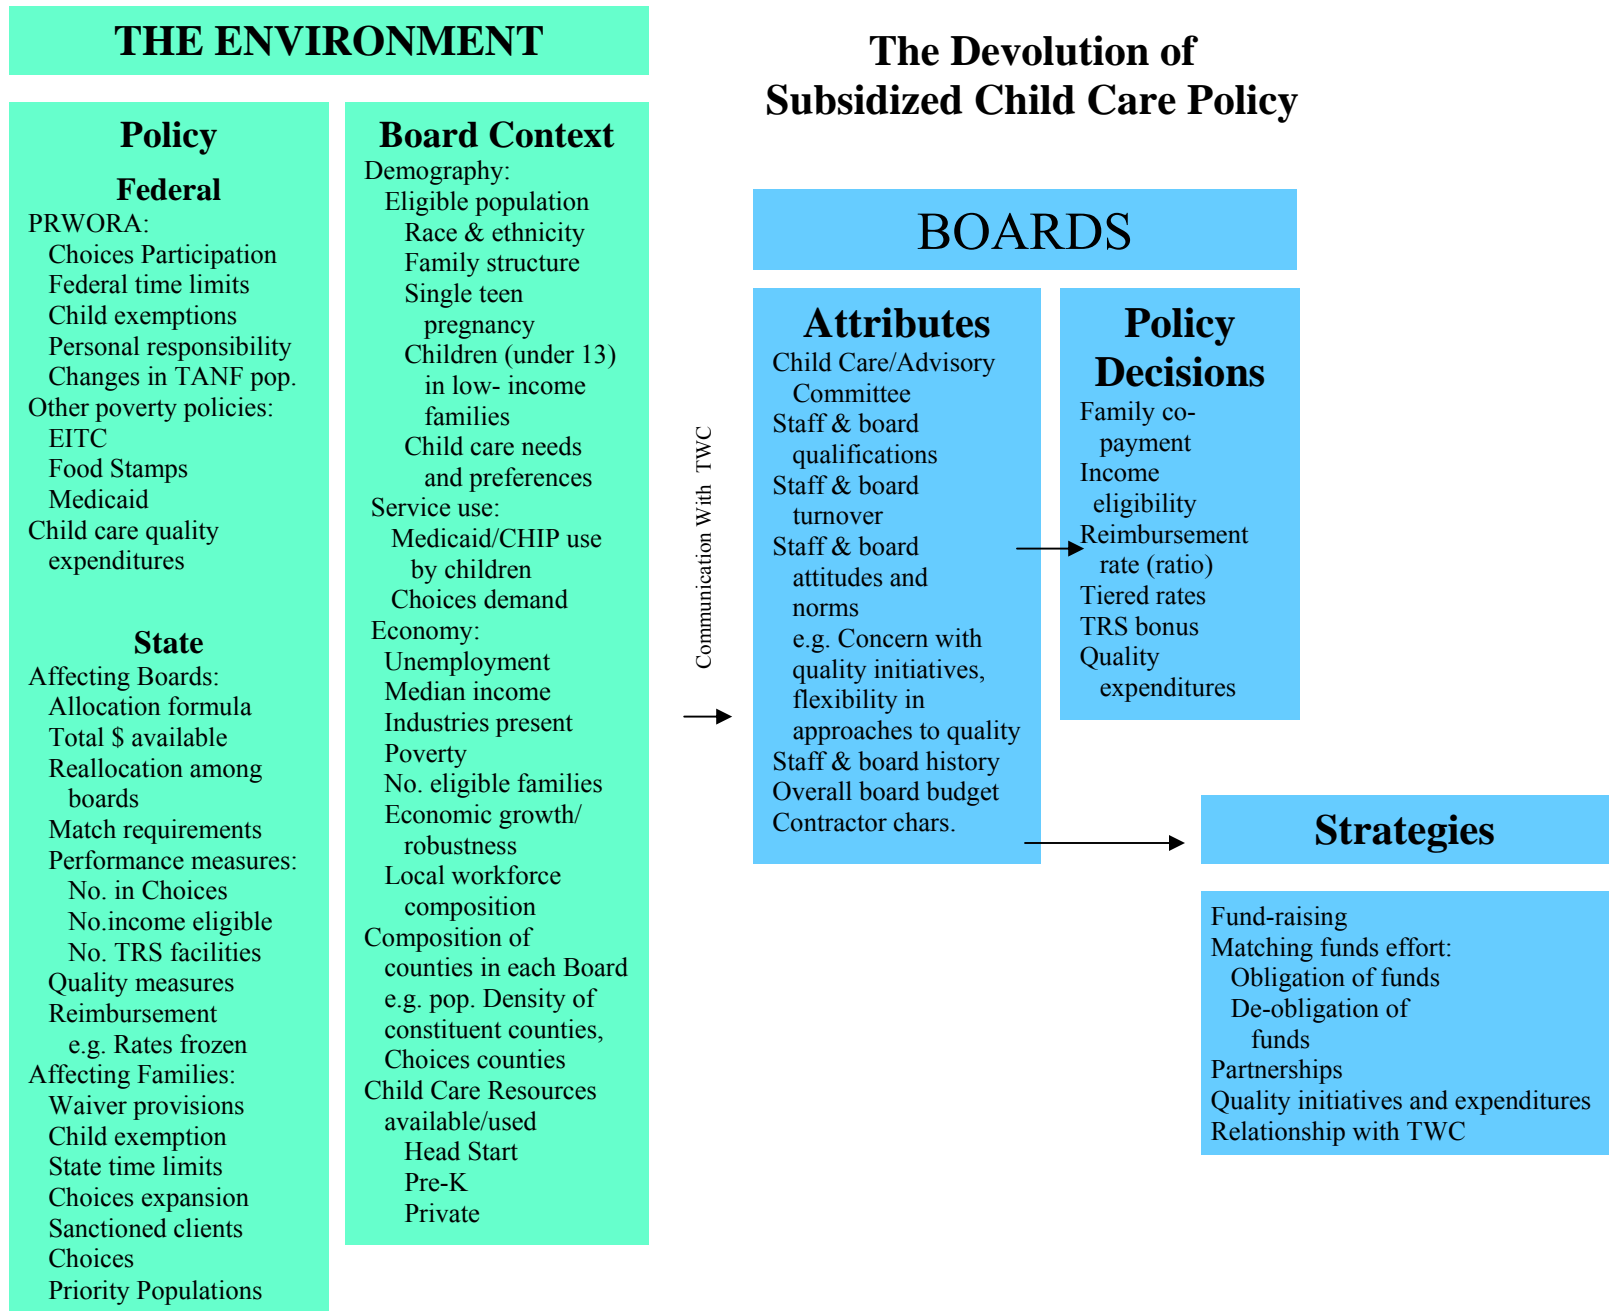 THE ENVIRONMENT
The Devolution of
Subsidized Child Care Policy
Policy
Federal
PRWORA:
Choices Participation
Federal time limits
Child exemptions
Personal responsibility
Changes in TANF pop.
Other poverty policies:
EITC
Food Stamps
Medicaid
Child care quality
expenditures
State
Affecting Boards:
Allocation formula
Total $ available
Reallocation among
boards
Match requirements
Performance measures:
No. in Choices
No.income eligible
No. TRS facilities
Quality measures
Reimbursement
e.g. Rates frozen
Affecting Families:
Waiver provisions
Child exemption
State time limits
Choices expansion
Sanctioned clients
Choices
Priority Populations
Board Context
Demography:
Eligible population
Race & ethnicity
Family structure
Single teen
pregnancy
Children (under 13)
in low- income
families
Child care needs
and preferences
Service use:
Medicaid/CHIP use
by children
Choices demand
Economy:
Unemployment
Median income
Industries present
Poverty
No. eligible families
Economic growth/
robustness
Local workforce
composition
Composition of
counties in each Board
e.g. pop. Density of
constituent counties,
Choices counties
Child Care Resources
available/used
Head Start
Pre-K
Private
Communication With TWC
BOARDS
Attributes
Child Care/Advisory
Committee
Staff & board
qualifications
Staff & board
turnover
Staff & board
attitudes and
norms
e.g. Concern with
quality initiatives,
flexibility in
approaches to quality
Staff & board history
Overall board budget
Contractor chars.
Policy
Decisions
Family co-
payment
Income
eligibility
Reimbursement
rate (ratio)
Tiered rates
TRS bonus
Quality
expenditures
Strategies
Fund-raising
Matching funds effort:
Obligation of funds
De-obligation of
funds
Partnerships
Quality initiatives and expenditures
Relationship with TWC